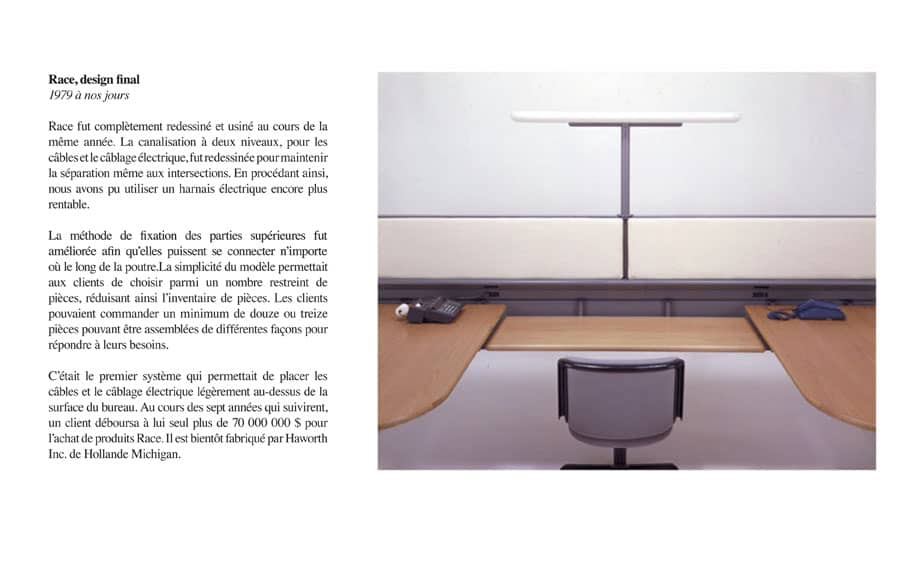 Race, design final
1979 à nos jours
Race fut complètement redessiné et usiné au cours de la
même année. La canalisation à deux niveaux, pour les
câbles et le câblage électrique, fut redessinée pour maintenir
la séparation même aux intersections. En procédant ainsi,
nous avons pu utiliser un harnais électrique encore plus
rentable.
La méthode de fixation des parties supérieures fut
améliorée afin qu'elles puissent se connecter n'importe
où le long de la poutre.La simplicité du modèle permettait
aux clients de choisir parmi un nombre restreint de
pièces, réduisant ainsi l'inventaire de pièces. Les clients
pouvaient commander un minimum de douze ou treize
pièces pouvant être assemblées de différentes façons pour
répondre à leurs besoins.
C'était le premier système qui permettait de placer les
câbles et le câblage électrique légèrement au-dessus de la
surface du bureau. Au cours des sept années qui suivirent,
un client déboursa à lui seul plus de 70 000 000 $ pour
l'achat de produits Race. Il est bientôt fabriqué par Haworth
Inc. de Hollande Michigan.